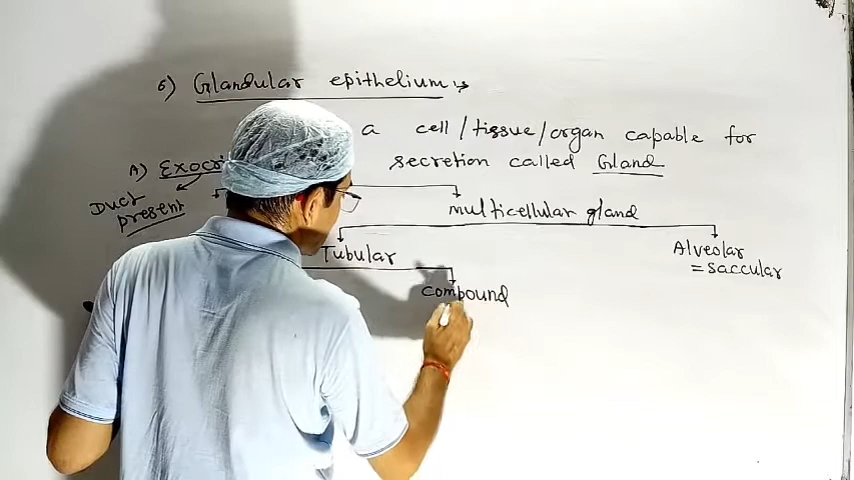 6) Glandular epithelium →
a cell/tissue/organ capable for
A) Exocri
secretion called Gland
Duct present
multicellular gland
Tubular
Alveolar
= Saccular
compound